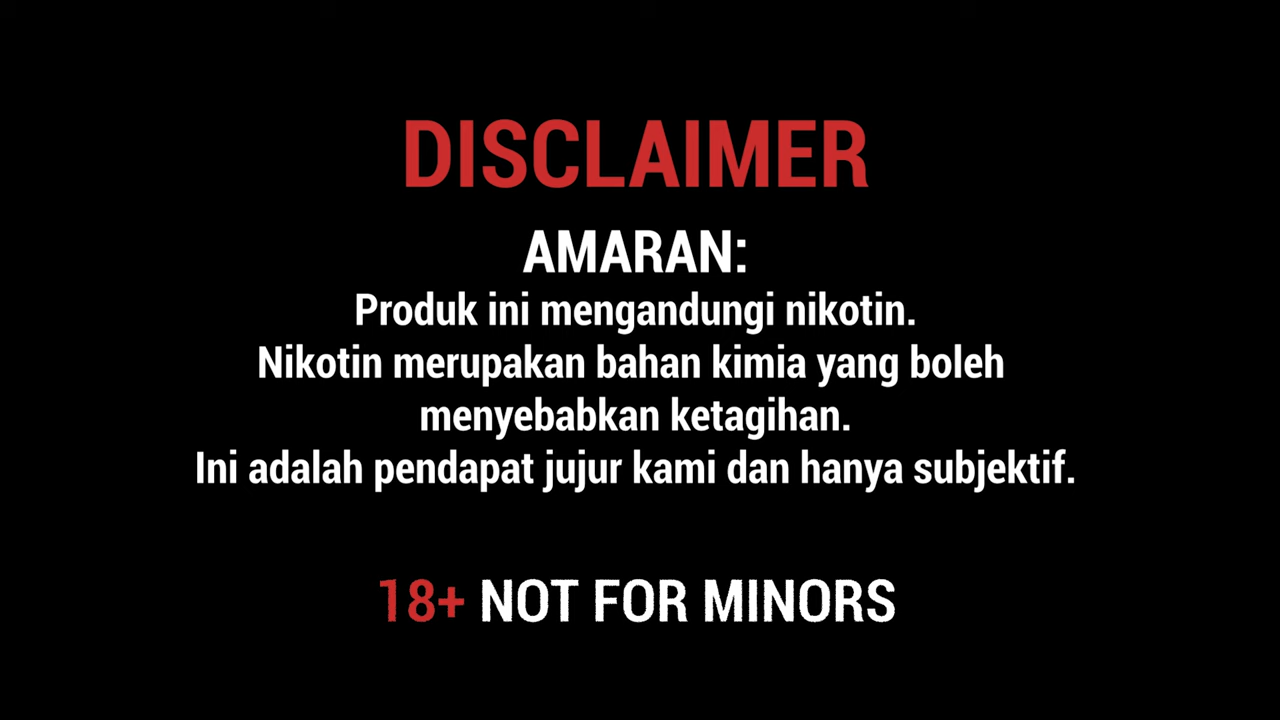 DISCLAIMER
AMARAN:
Produk ini mengandungi nikotin.
Nikotin merupakan bahan kimia yang boleh
menyebabkan ketagihan.
Ini adalah pendapat jujur kami dan hanya subjektif.
18+ NOT FOR MINORS